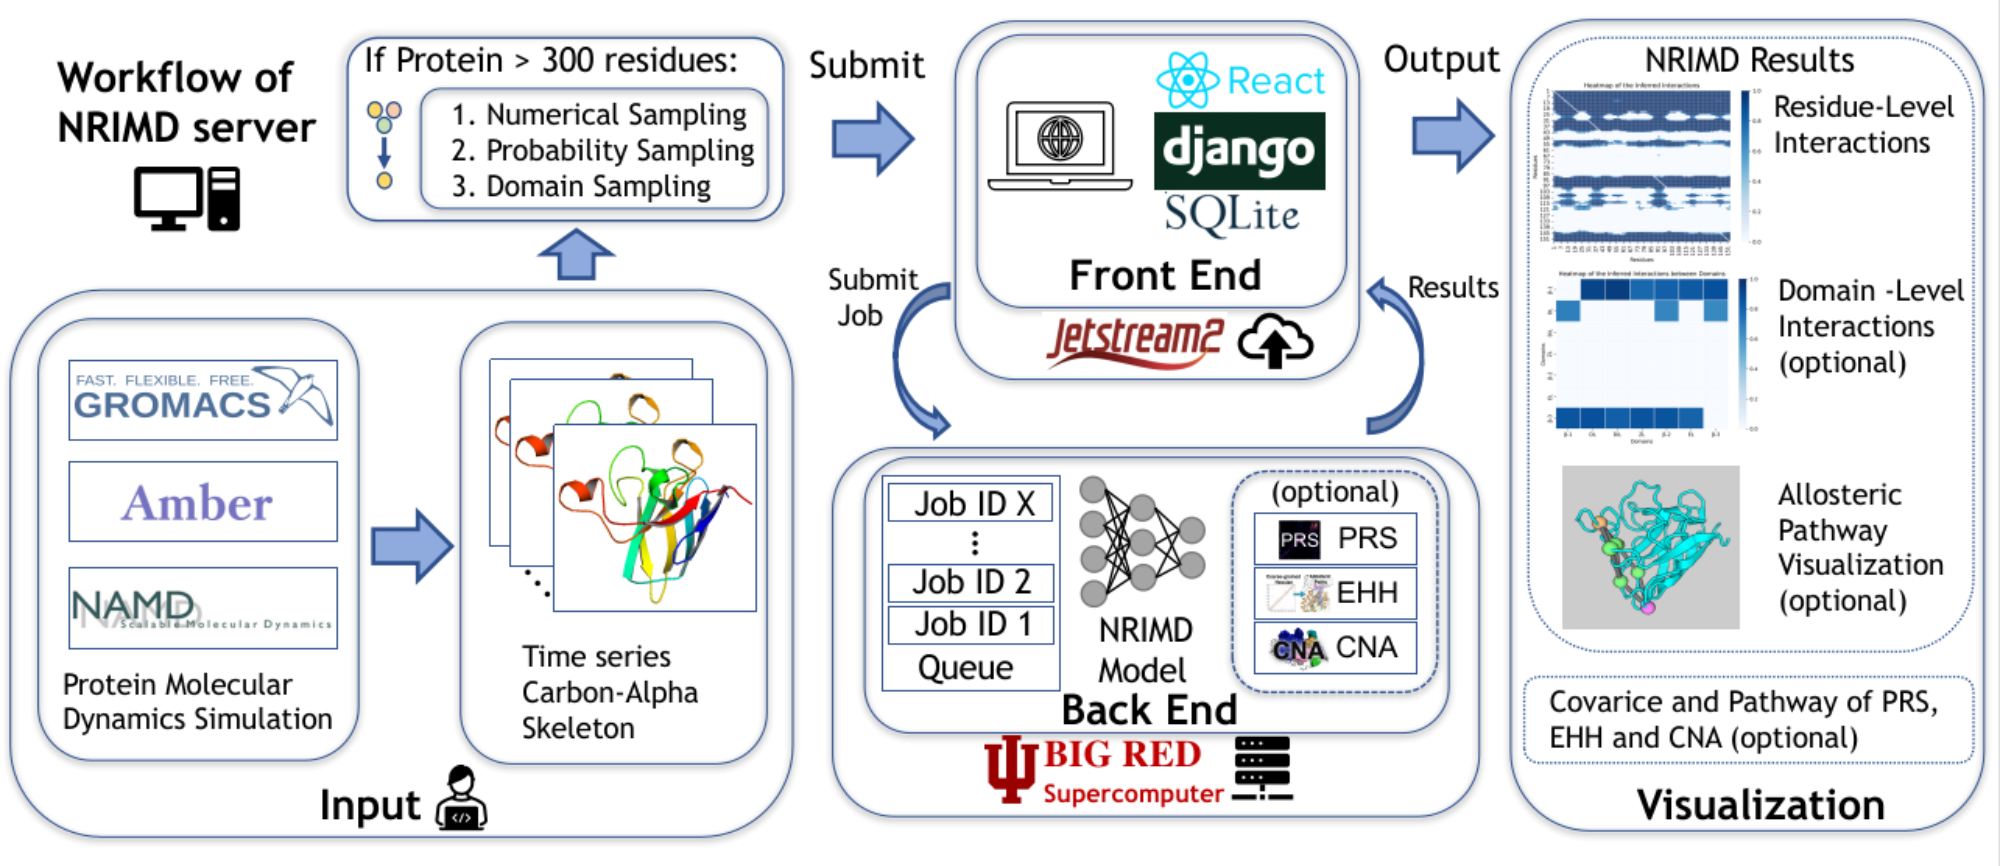 Workflow of
NRIMD server
If Protein > 300 residues:
1. Numerical Sampling
2. Probability Sampling
3. Domain Sampling
FAST. FLEXIBLE. FREE.
GROMACS
Amber
NAMD
Scalable Molecular Dynamics
Protein Molecular
Dynamics Simulation
Time series
Carbon-Alpha
Skeleton
Input
Submit
React
django
SQLite
Front End
Jetstream2
Submit
Job
Results
Job ID X
Job ID 2
Job ID 1
Queue
NRIMD
Model
(optional)
PRS PRS
EHH
CNA CNA
Back End
BIG RED
Supercomputer
Output
NRIMD Results
Heatmap of the Inferred Interactions
Residues
Residues
Residue-Level
Interactions
Heatmap of the Inferred Interactions between Domains
Domains
Domains
Domain -Level
Interactions
(optional)
Allosteric
Pathway
Visualization
(optional)
Covarice and Pathway of PRS,
EHH and CNA (optional)
Visualization